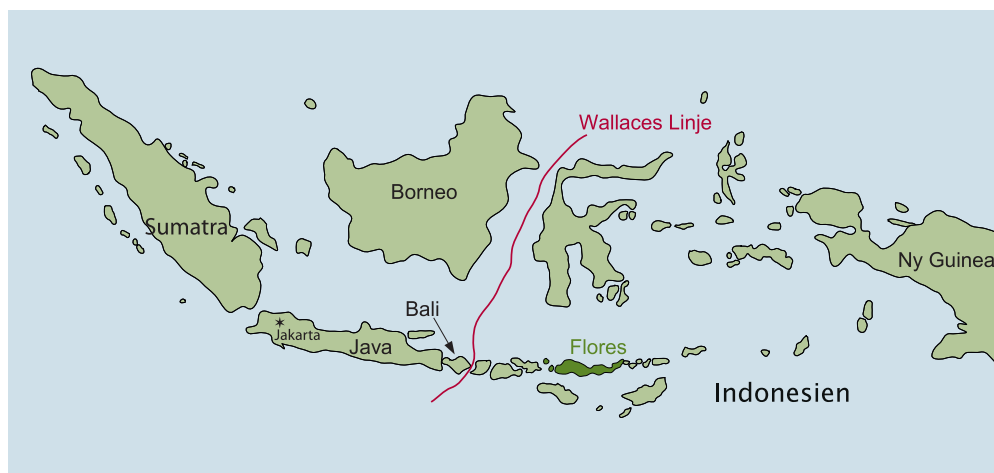 Wallaces Linje
Borneo
Sumatra
Ny Guinea
Bali
Jakarta
Java
Flores
Indonesien